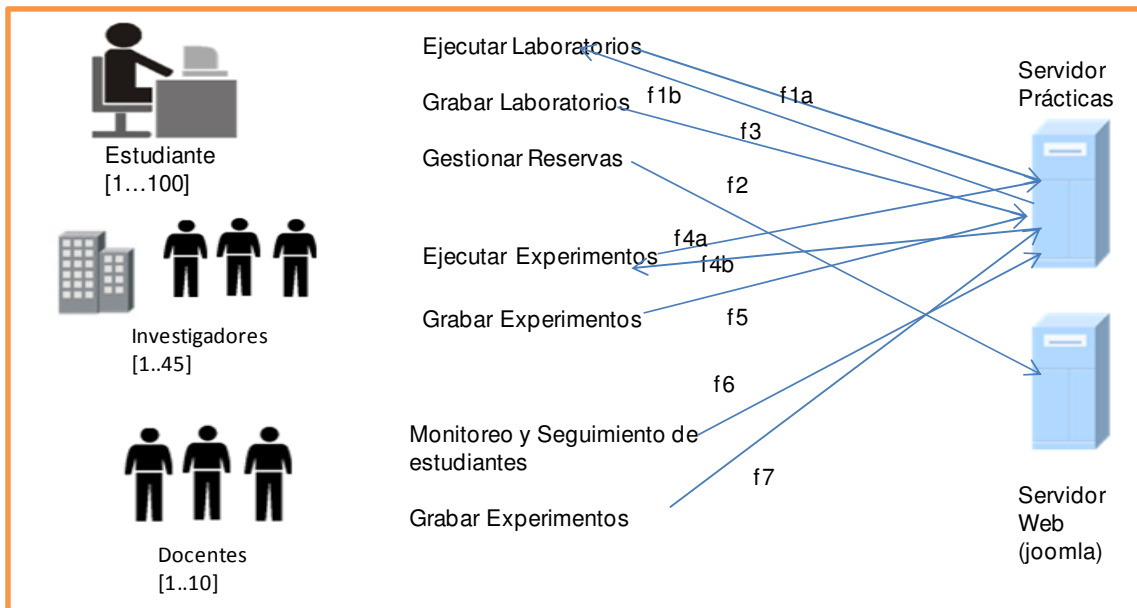 Ejecutar Laboratorios
Servidor
Prácticas
Grabar Laboratorios
f1b
f1a
f3
Estudiante
[1…100]
Gestionar Reservas
f2
f4a
Ejecutar Experimentos
f4b
Grabar Experimentos
f5
Investigadores
[1..45]
f6
Monitoreo y Seguimiento de
estudiantes
f7
Grabar Experimentos
Servidor
Web
(joomla)
Docentes
[1..10]